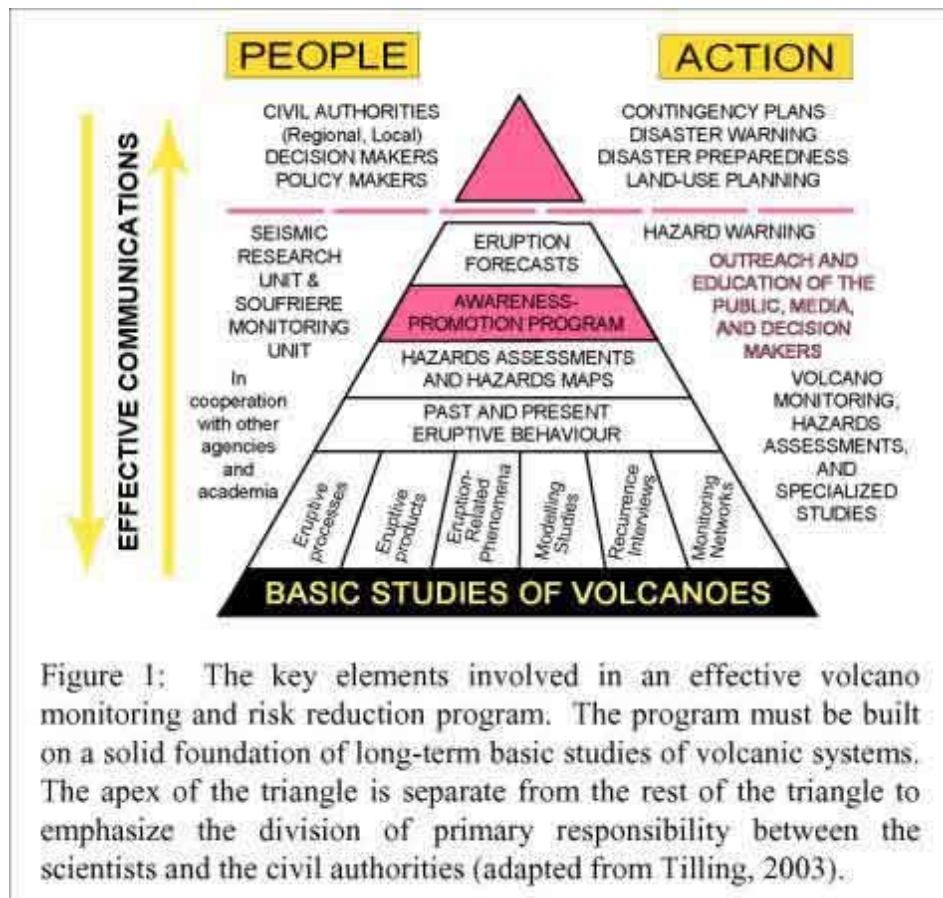 PEOPLE
ACTION
CIVIL AUTHORITIES
(Regional, Local)
DECISION MAKERS
POLICY MAKERS
CONTINGENCY PLANS
DISASTER WARNING
DISASTER PREPAREDNESS
LAND-USE PLANNING
EFFECTIVE COMMUNICATIONS
SEISMIC
RESEARCH
UNIT &
SOUFRIERE
MONITORING
UNIT
In
cooperation
with other
agencies
and
academia
ERUPTION
FORECASTS
AWARENESS-
PROMOTION PROGRAM
HAZARDS ASSESSMENTS
AND HAZARDS MAPS
PAST AND PRESENT
ERUPTIVE BEHAVIOUR
Eruptive
processes
Eruptive
products
Eruption-
Related
Phenomena
Modelling
Studies
Recurrence
Interviews
Monitoring
Networks
HAZARD WARNING
OUTREACH AND
EDUCATION OF THE
PUBLIC, MEDIA,
AND DECISION
MAKERS
VOLCANO
MONITORING,
HAZARDS
ASSESSMENTS,
AND
SPECIALIZED
STUDIES
BASIC STUDIES OF VOLCANOES
Figure 1: The key elements involved in an effective volcano
monitoring and risk reduction program. The program must be built
on a solid foundation of long-term basic studies of volcanic systems.
The apex of the triangle is separate from the rest of the triangle to
emphasize the division of primary responsibility between the
scientists and the civil authorities (adapted from Tilling, 2003).